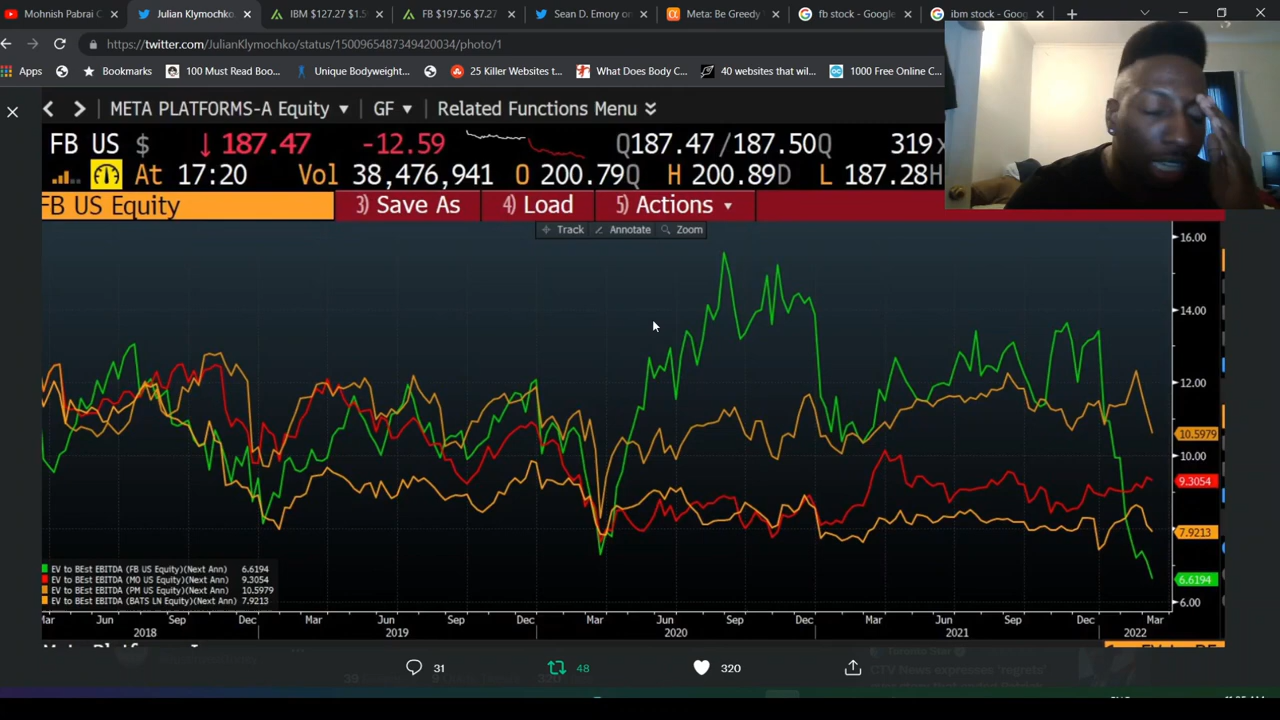 Mohnish Pabrai C
Julian Klymochko
IBM $127.27 $1.5
FB $197.56 $7.27
Sean D. Emory on
Meta: Be Greedy
fb stock - Google
ibm stock - Goog
https://twitter.com/JulianKlymochko/status/1500965487349420034/photo/1
Apps
Bookmarks
100 Must Read Boo...
Unique Bodyweight...
25 Killer Websites t...
What Does Body C...
40 websites that wil...
1000 Free Online C...
META PLATFORMS-A Equity
GF
Related Functions Menu
FB US $ ↓ 187.47 -12.59 Q187.47/187.50Q 319x
At 17:20 Vol 38,476,941 O 200.79Q H 200.89D L 187.28H
FB US Equity 3) Save As 4) Load 5) Actions
Track Annotate Zoom
16.00
14.00
12.00
10.5979
10.00
9.3054
7.9213
6.6194
6.00
EV to BEst EBITDA (FB US Equity)(Next Ann) 6.6194
EV to BEst EBITDA (MO US Equity)(Next Ann) 9.3054
EV to BEst EBITDA (PM US Equity)(Next Ann) 10.5979
EV to BEst EBITDA (BATS LN Equity)(Next Ann) 7.9213
Mar Jun Sep Dec Mar Jun Sep Dec Mar Jun Sep Dec Mar Jun Sep Dec Mar
2018 2019 2020 2021 2022
31 48 320
CTV News expresses 'regrets'